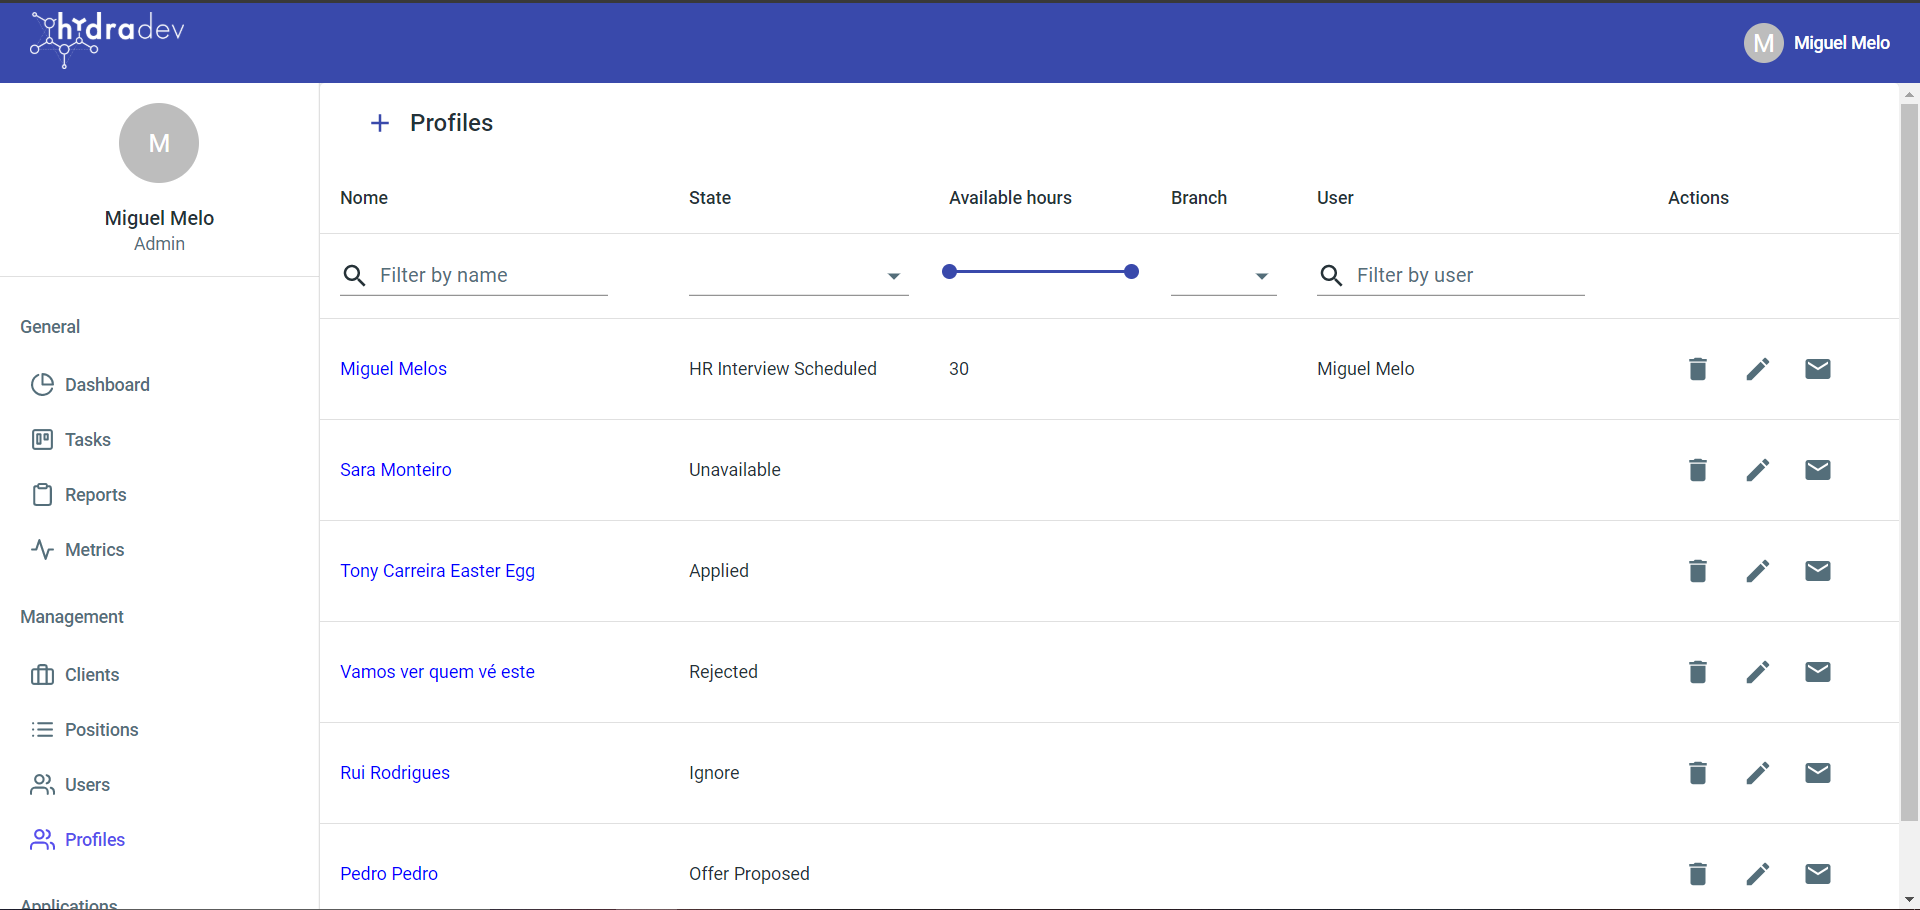 hydradev
M Miguel Melo
M
Miguel Melo
Admin
General
Dashboard
Tasks
Reports
Metrics
Management
Clients
Positions
Users
Profiles
Applications
+ Profiles
Nome State Available hours Branch User Actions
Filter by name Filter by user
Miguel Melos HR Interview Scheduled 30 Miguel Melo
Sara Monteiro Unavailable
Tony Carreira Easter Egg Applied
Vamos ver quem vé este Rejected
Rui Rodrigues Ignore
Pedro Pedro Offer Proposed